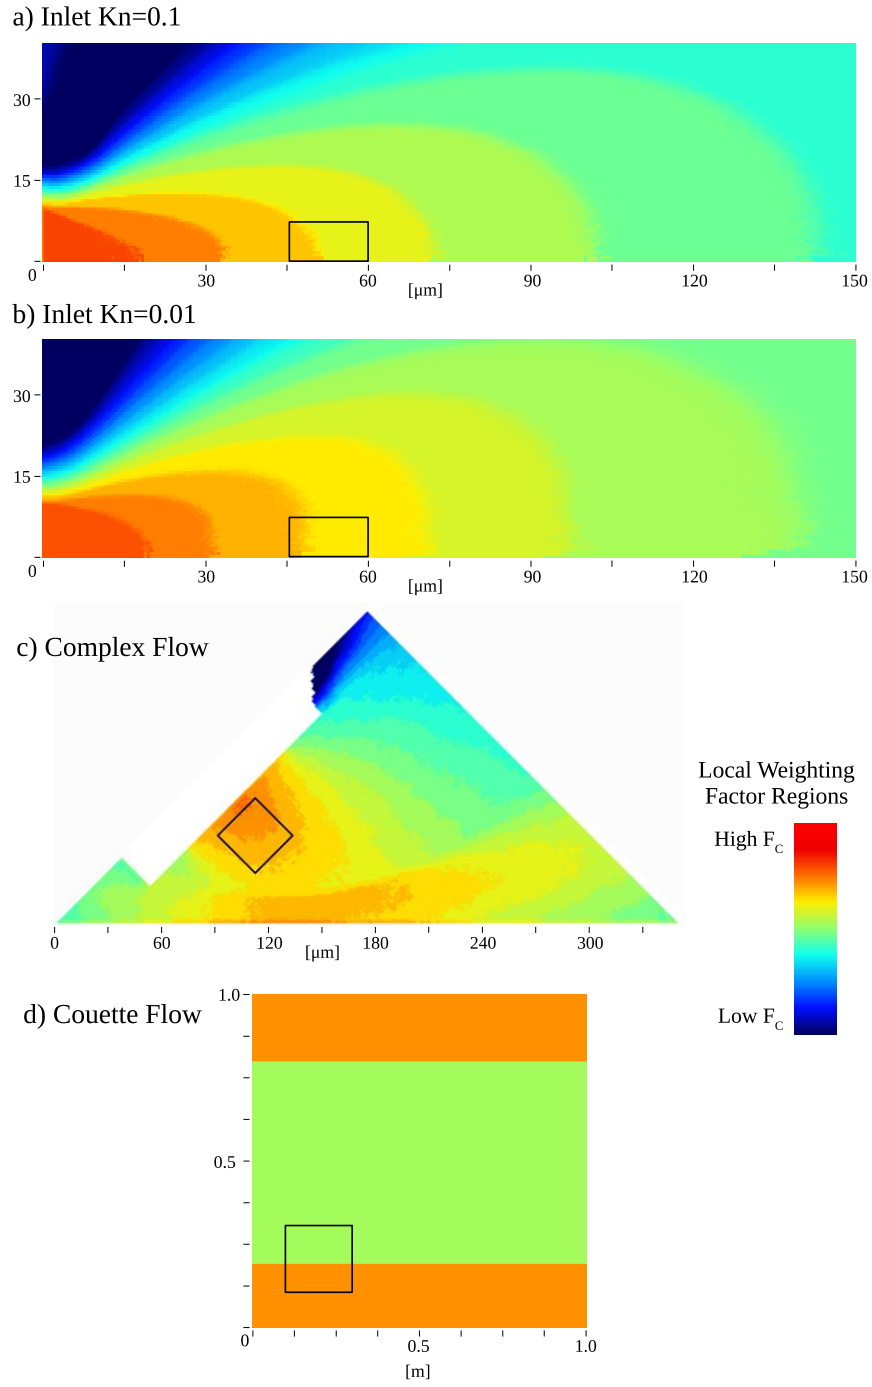 a) Inlet Kn=0.1
30
15
0
30
60
90
120
150
[μm]
b) Inlet Kn=0.01
30
15
0
30
60
90
120
150
[μm]
c) Complex Flow
0
60
120
180
240
300
[μm]
Local Weighting
Factor Regions
High F_C
Low F_C
d) Couette Flow
1.0
0.5
0
0.5
1.0
[m]